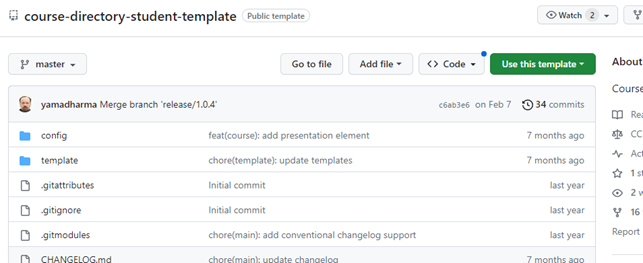 course-directory-student-template Public template
Watch 2
master Go to file Add file Code Use this template
About
yamadharma Merge branch 'release/1.0.4' c6ab3e6 on Feb 7 34 commits
Course
config feat(course): add presentation element 7 months ago
template chore(template): update templates 7 months ago
.gitattributes Initial commit last year
.gitignore Initial commit last year
.gitmodules chore(main): add conventional changelog support last year
CHANGELOG.md chore(main): update changelog 7 months ago
Rea
CC
Act
1 st
2 w
16
Report